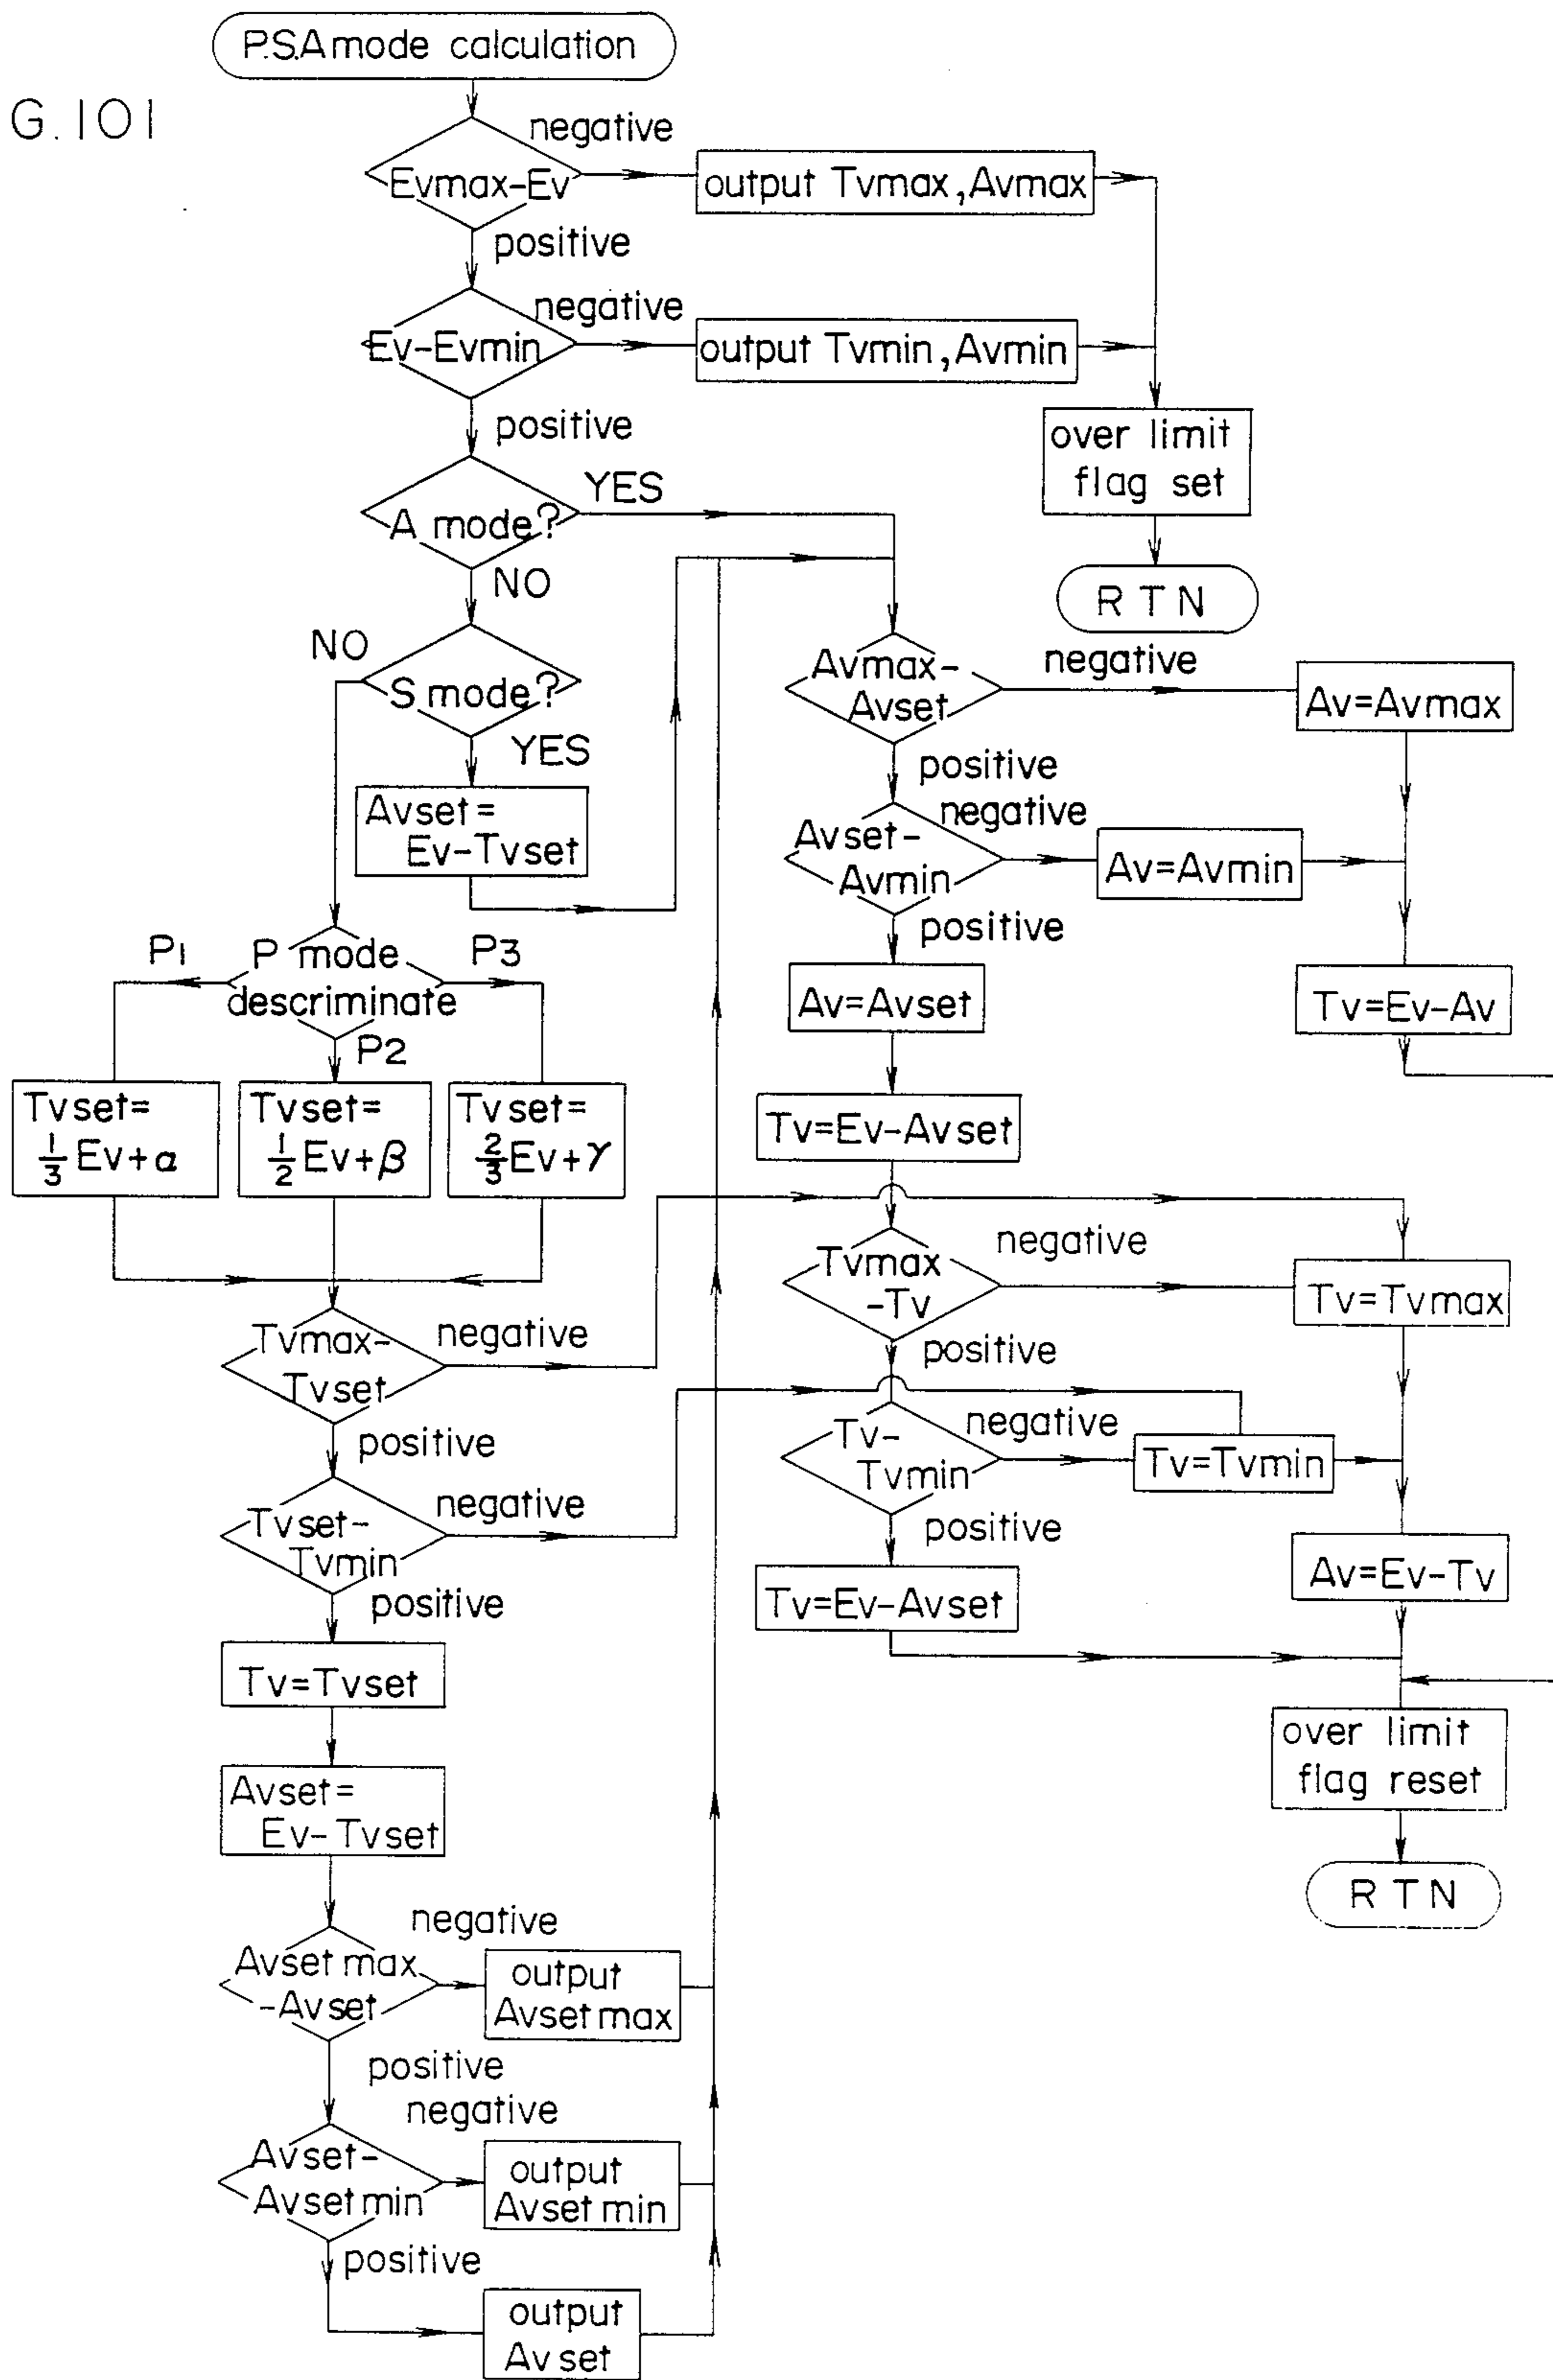 P.S.A mode calculation
G.101
negative
Evmax-Ev
output Tvmax,Avmax
positive
negative
Ev-Evmin
output Tvmin,Avmin
positive
over limit
flag set
YES
A mode?
NO
RTN
NO
S mode?
YES
Avset=
Ev-Tvset
Avmax-
Avset
negative
Av=Avmax
positive
negative
Avset-
Avmin
Av=Avmin
positive
Av=Avset
Tv=Ev-Av
P1
P mode
descriminate
P3
P2
Tvset=
1/3 Ev+α
Tvset=
1/2 Ev+β
Tvset=
2/3 Ev+γ
Tv=Ev-Avset
Tvmax
-Tv
negative
Tv=Tvmax
positive
Tvmax-
Tvset
negative
positive
Tv-
Tvmin
negative
Tv=Tvmin
positive
Tvset-
Tvmin
negative
positive
Tv=Ev-Avset
Av=Ev-Tv
Tv=Tvset
over limit
flag reset
Avset=
Ev-Tvset
RTN
negative
Avset max
-Avset
output
Avset max
positive
negative
Avset-
Avset min
output
Avset min
positive
output
Avset